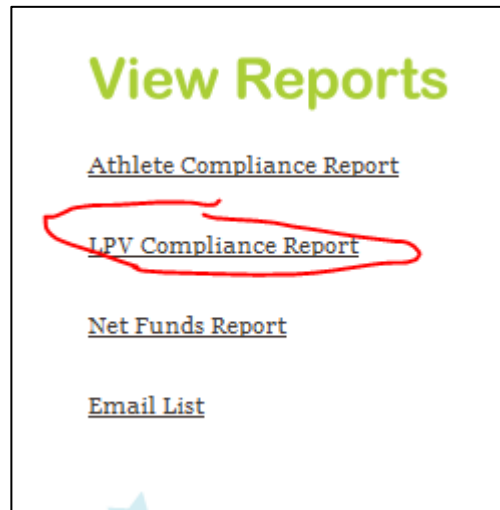 View Reports
Athlete Compliance Report
LPV Compliance Report
Net Funds Report
Email List